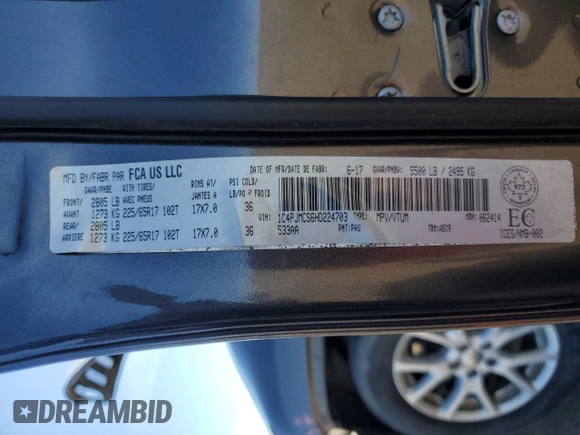 MFD BY/FABR PAR FCA US LLC
DATE OF MFR/DATE DE FABR: 6-17 GVWR/PNBV: 5500 LB / 2495 KG
GAWR/PNBE WITH TIRES/ RIMS AT/ PSI COLD/
AVEC PNEUS JANTES A/ LB/PO 2 FROID
FRONT/ 2805 LB
AVANT 1273 KG 225/65R17 102T 17X7.0 36
REAR/ 2805 LB
ARRIERE 1273 KG 225/65R17 102T 17X7.0 36
VIN: 1C4PJMCS6HD224703 TYPE: MPV/VTUM MDH: 062414
533AA PNT: PAU TRM: A6X9
972
EC
ICES/NMB-002
DREAMBID